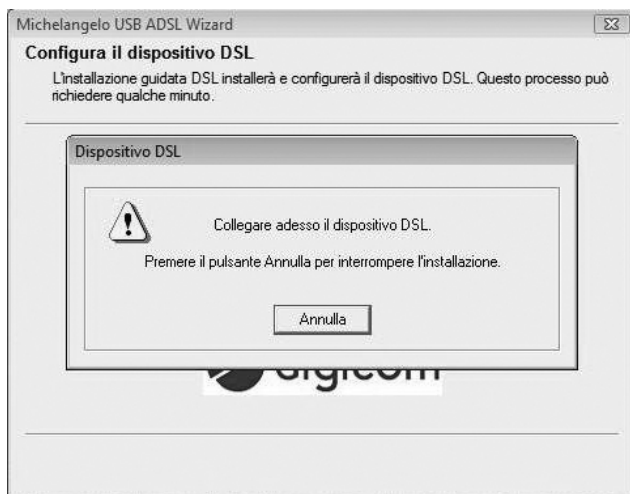 Michelangelo USB ADSL Wizard
Configura il dispositivo DSL
L'installazione guidata DSL installerà e configurerà il dispositivo DSL. Questo processo può
richiedere qualche minuto.
Dispositivo DSL
Collegare adesso il dispositivo DSL.
Premere il pulsante Annulla per interrompere l'installazione.
Annulla